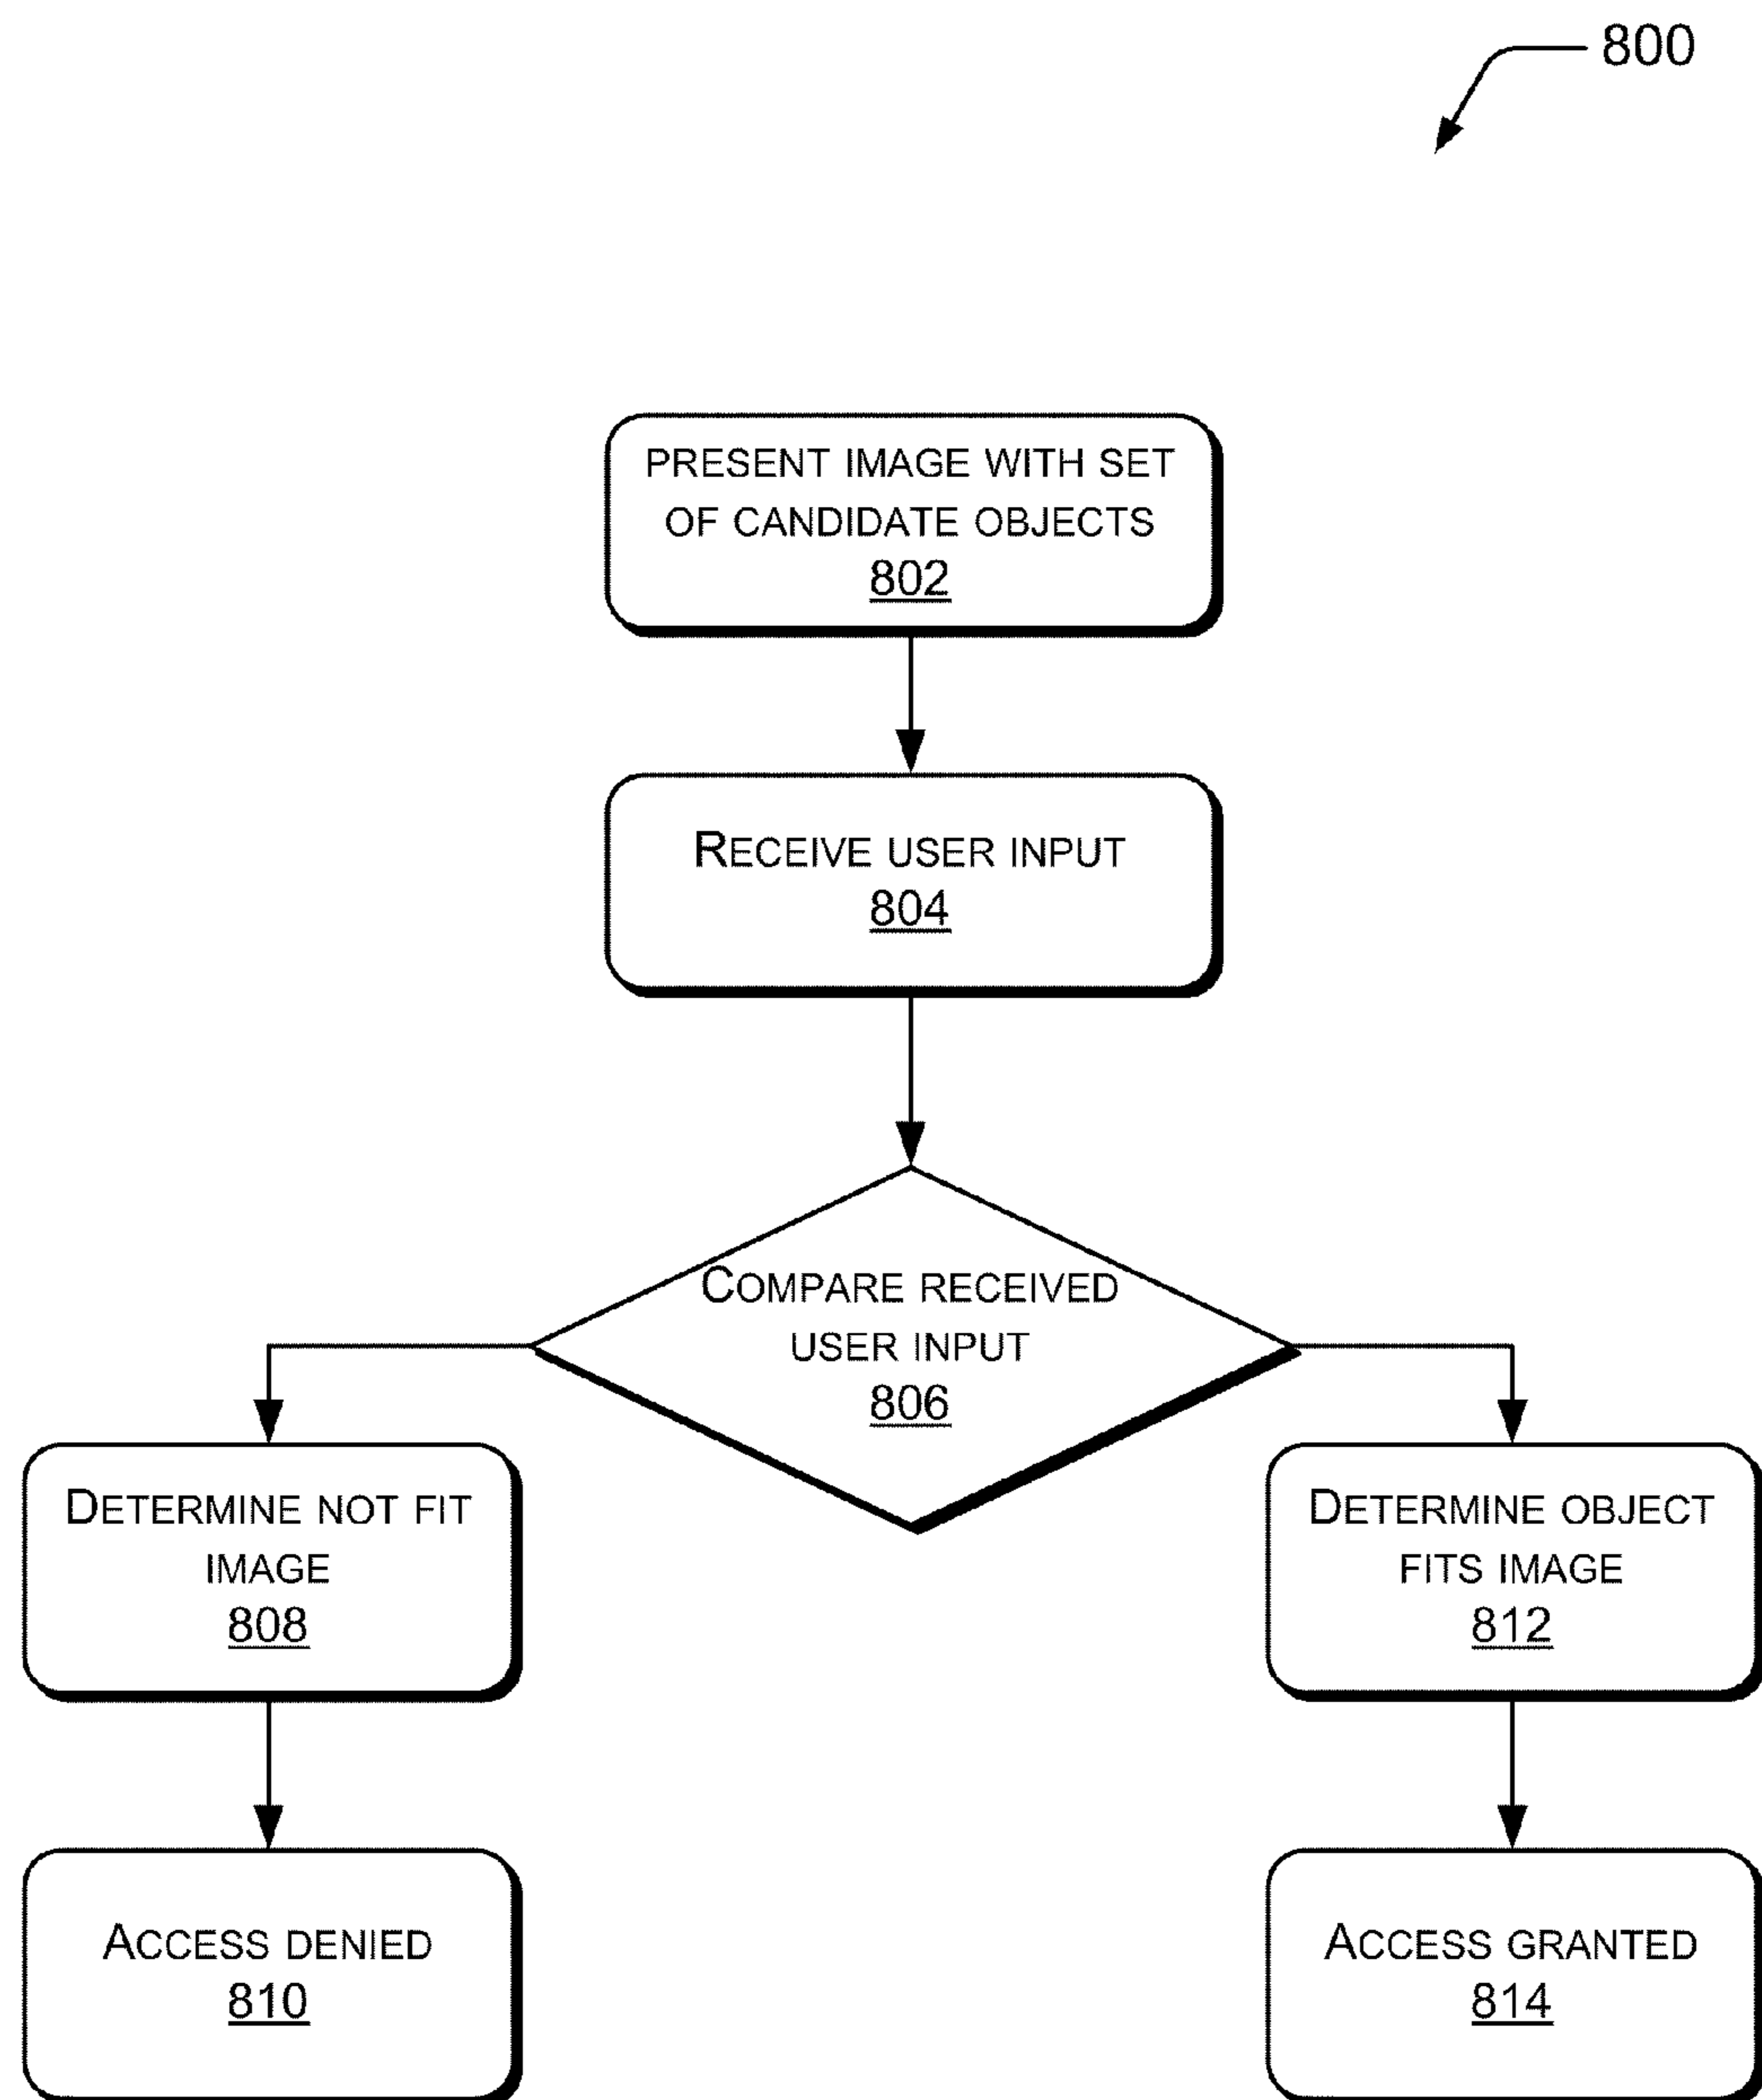 800
PRESENT IMAGE WITH SET
OF CANDIDATE OBJECTS
802
RECEIVE USER INPUT
804
COMPARE RECEIVED
USER INPUT
806
DETERMINE NOT FIT
IMAGE
808
DETERMINE OBJECT
FITS IMAGE
812
ACCESS DENIED
810
ACCESS GRANTED
814